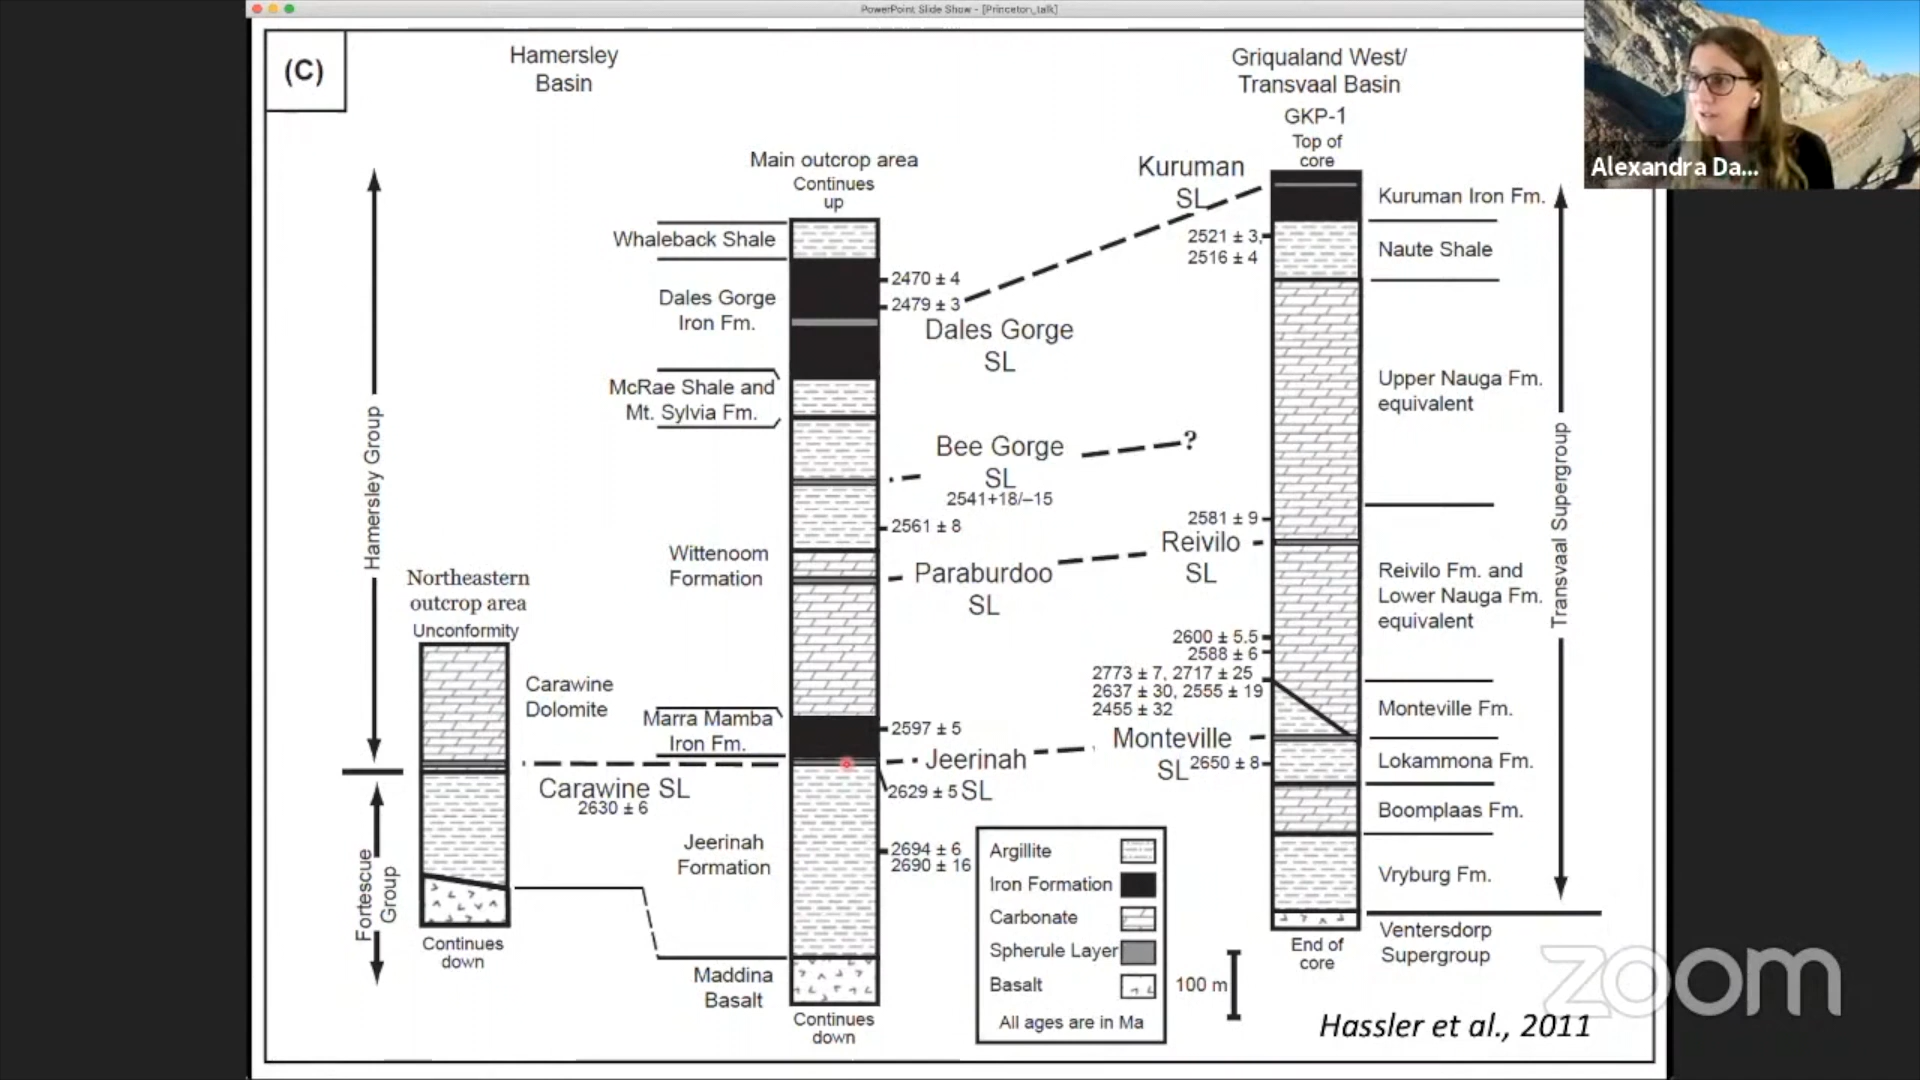 PowerPoint Slide Show - [Princeton_talk]
(C)
Hamersley
Basin
Griqualand West/
Transvaal Basin
GKP-1
Top of
core
Main outcrop area
Continues
up
Kuruman
SL
Kuruman Iron Fm.
Whaleback Shale
2521 ± 3,
2516 ± 4
Naute Shale
2470 ± 4
2479 ± 3
Dales Gorge
Iron Fm.
Dales Gorge
SL
McRae Shale and
Mt. Sylvia Fm.
Upper Nauga Fm.
equivalent
Bee Gorge
SL
2541+18/–15
?
Hamersley Group
Transvaal Supergroup
2561 ± 8
2581 ± 9
Wittenoom
Formation
Reivilo
SL
Paraburdoo
SL
Reivilo Fm. and
Lower Nauga Fm.
equivalent
Northeastern
outcrop area
Unconformity
2600 ± 5.5
2588 ± 6
2773 ± 7, 2717 ± 25
2637 ± 30, 2555 ± 19
2455 ± 32
Carawine
Dolomite
Marra Mamba
Iron Fm.
2597 ± 5
Monteville Fm.
Jeerinah
SL
2629 ± 5
Monteville
SL
2650 ± 8
Lokammona Fm.
Carawine SL
2630 ± 6
Boomplaas Fm.
Jeerinah
Formation
2694 ± 6
2690 ± 16
Vryburg Fm.
Fortescue
Group
Continues
down
Maddina
Basalt
Continues
down
Argillite
Iron Formation
Carbonate
Spherule Layer
Basalt
All ages are in Ma
100 m
End of
core
Ventersdorp
Supergroup
Hassler et al., 2011
Alexandra Da...
zoom